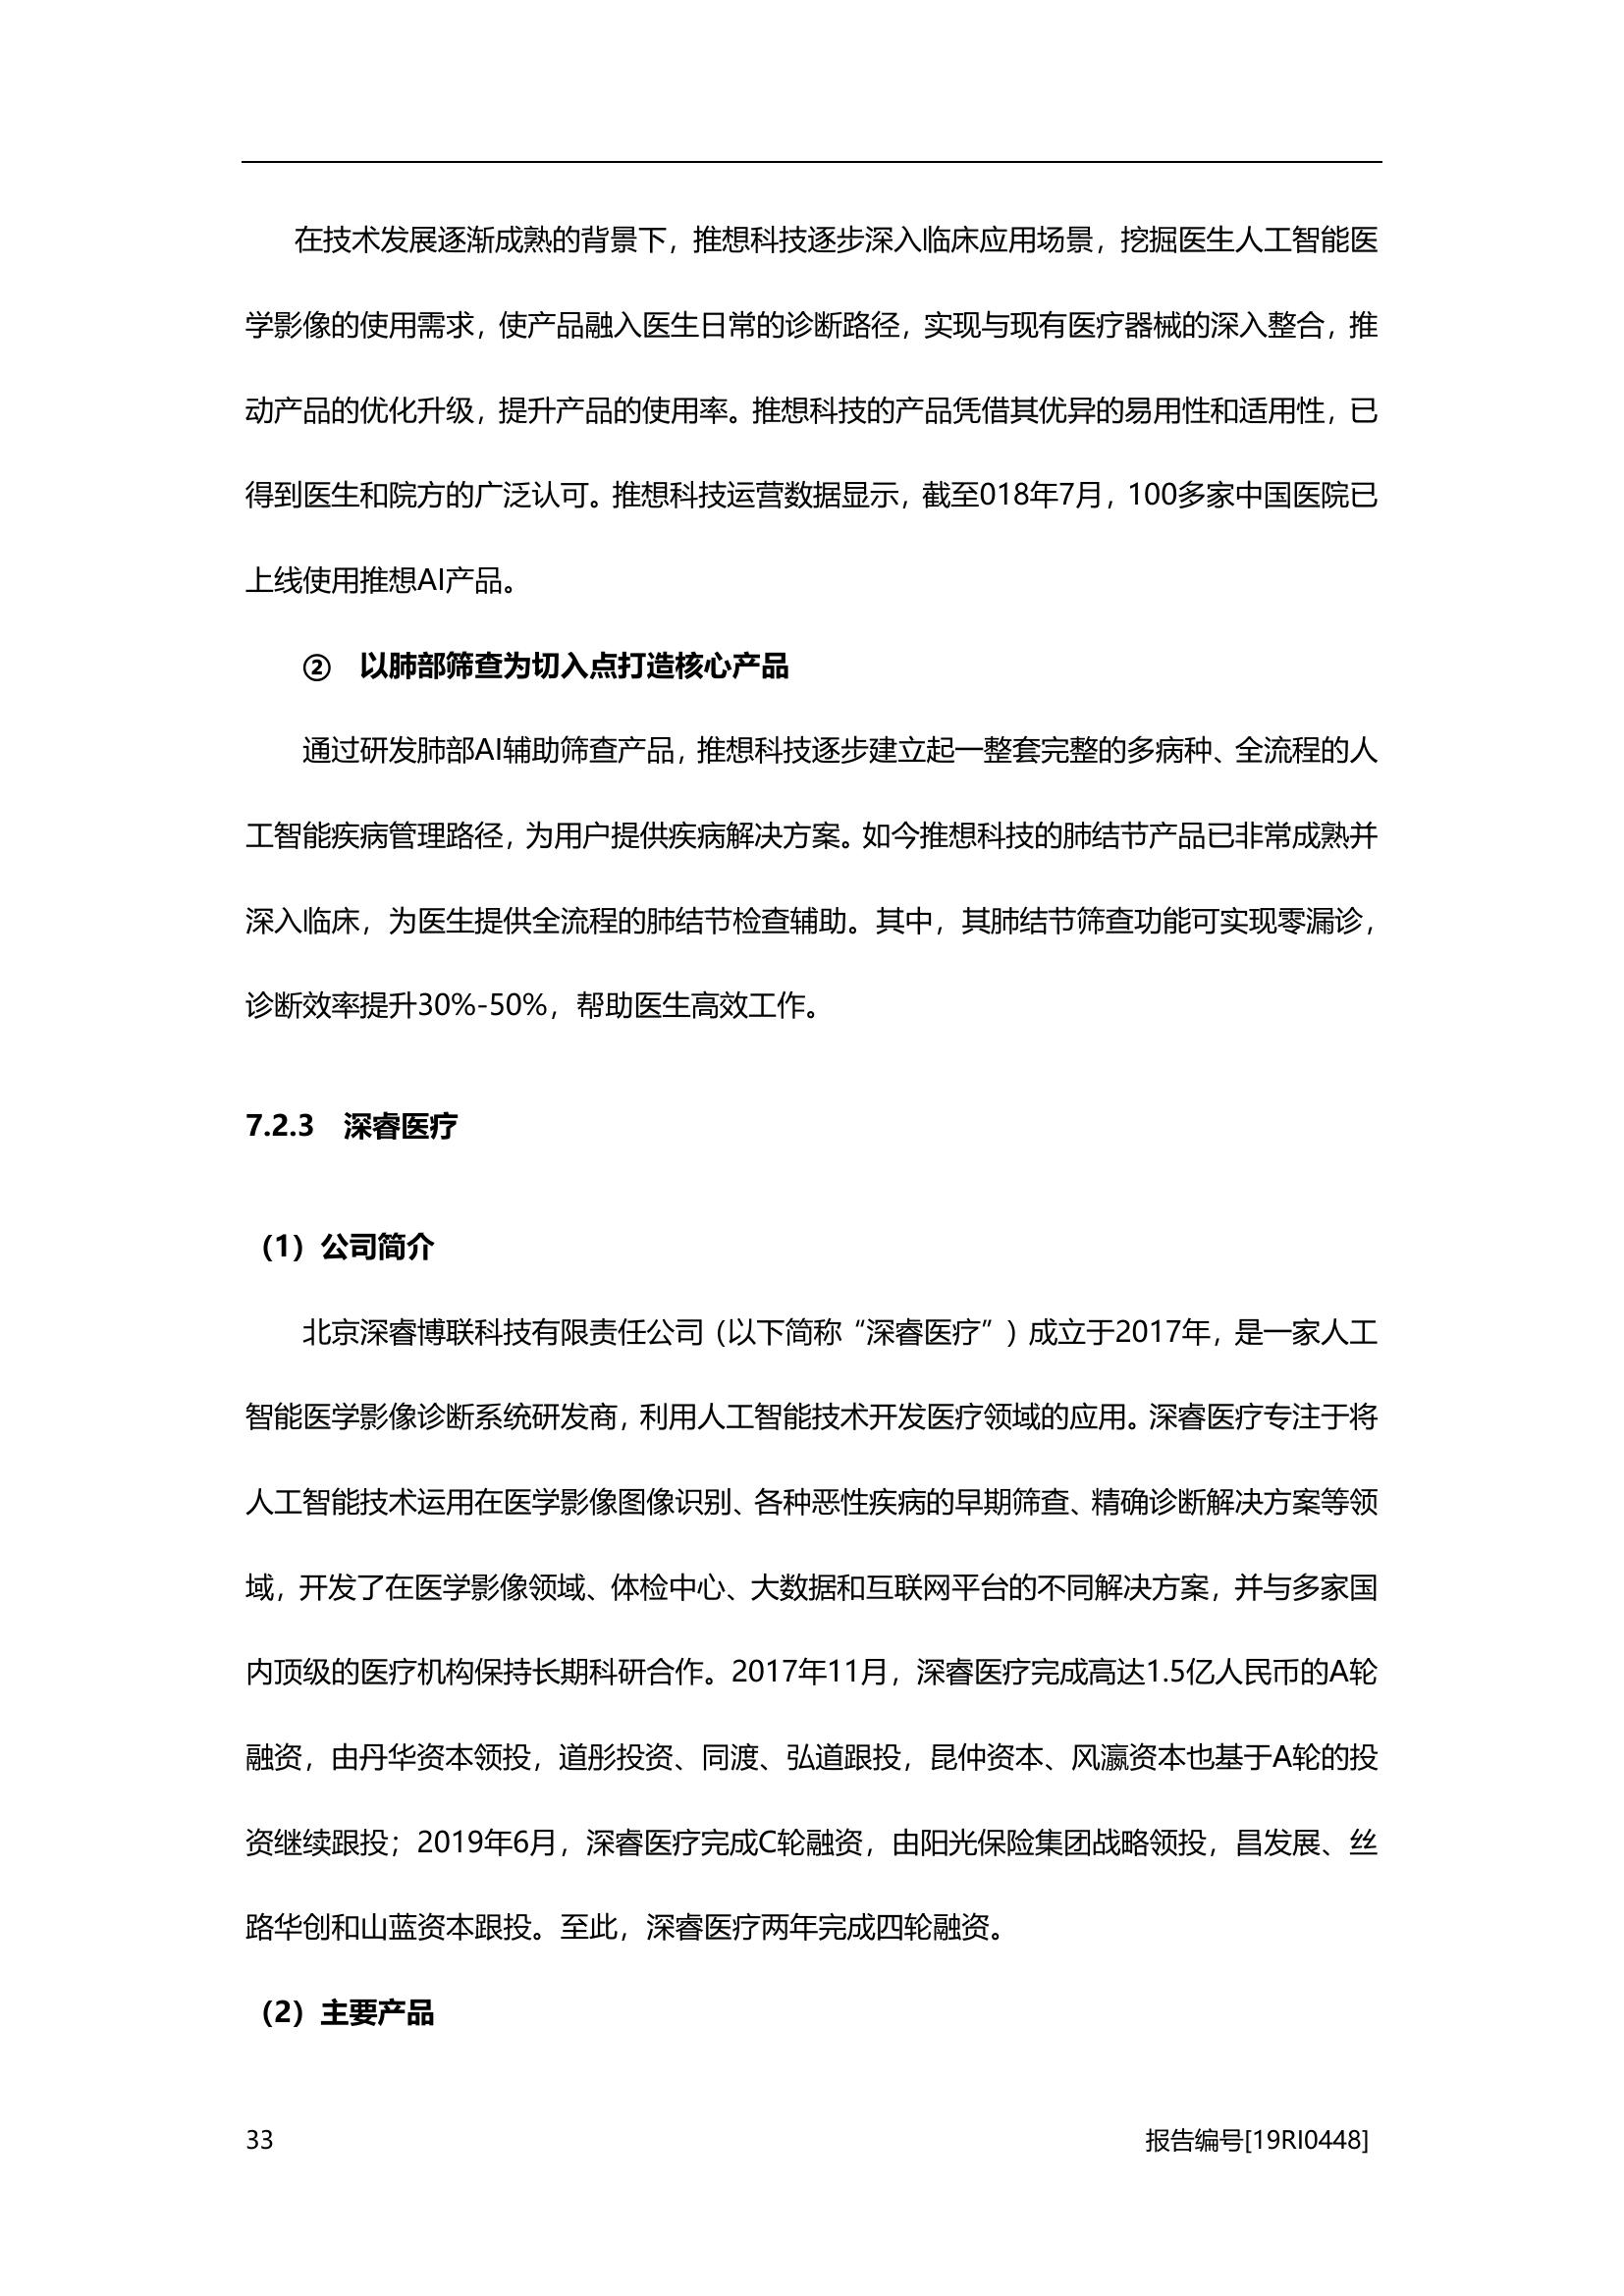 在技术发展逐渐成熟的背景下，推想科技逐步深入临床应用场景，挖掘医生人工智能医
学影像的使用需求，使产品融入医生日常的诊断路径，实现与现有医疗器械的深入整合，推
动产品的优化升级，提升产品的使用率。推想科技的产品凭借其优异的易用性和适用性，已
得到医生和院方的广泛认可。推想科技运营数据显示，截至018年7月，100多家中国医院已
上线使用推想AI产品。
② 以肺部筛查为切入点打造核心产品
通过研发肺部AI辅助筛查产品，推想科技逐步建立起一整套完整的多病种、全流程的人
工智能疾病管理路径，为用户提供疾病解决方案。如今推想科技的肺结节产品已非常成熟并
深入临床，为医生提供全流程的肺结节检查辅助。其中，其肺结节筛查功能可实现零漏诊，
诊断效率提升30%-50%，帮助医生高效工作。
7.2.3 深睿医疗
（1）公司简介
北京深睿博联科技有限责任公司（以下简称“深睿医疗”）成立于2017年，是一家人工
智能医学影像诊断系统研发商，利用人工智能技术开发医疗领域的应用。深睿医疗专注于将
人工智能技术运用在医学影像图像识别、各种恶性疾病的早期筛查、精确诊断解决方案等领
域，开发了在医学影像领域、体检中心、大数据和互联网平台的不同解决方案，并与多家国
内顶级的医疗机构保持长期科研合作。2017年11月，深睿医疗完成高达1.5亿人民币的A轮
融资，由丹华资本领投，道彤投资、同渡、弘道跟投，昆仲资本、风瀛资本也基于A轮的投
资继续跟投；2019年6月，深睿医疗完成C轮融资，由阳光保险集团战略领投，昌发展、丝
路华创和山蓝资本跟投。至此，深睿医疗两年完成四轮融资。
（2）主要产品
33 报告编号[19RI0448]